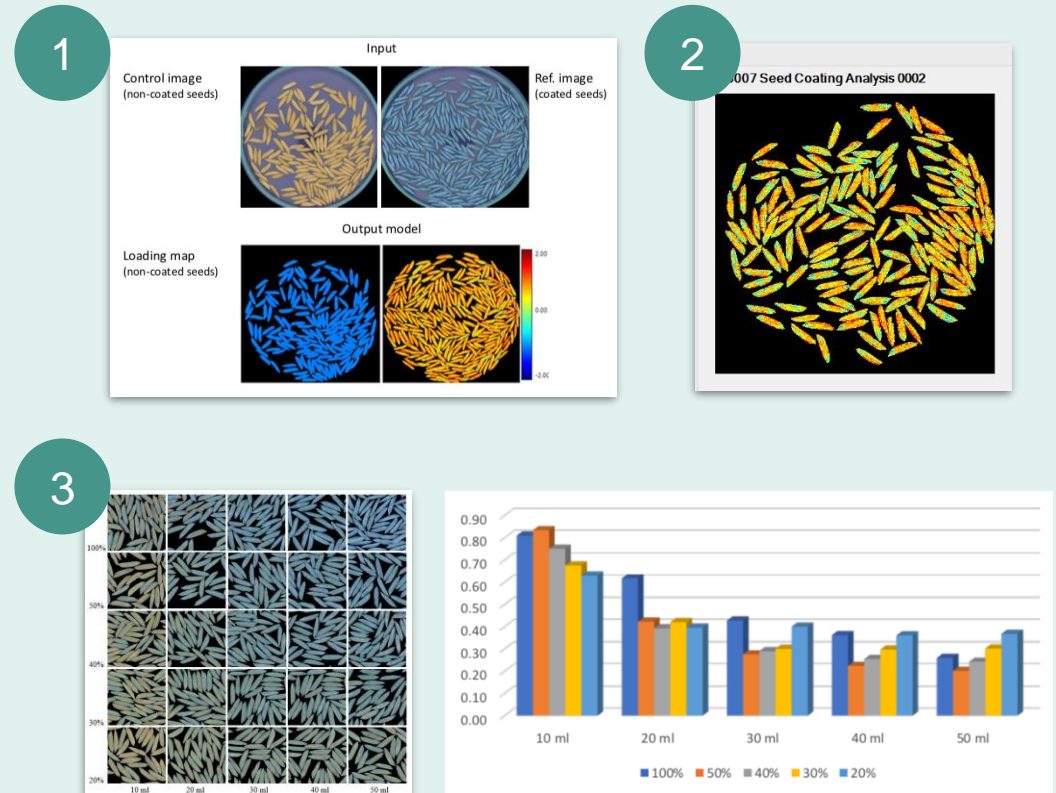 1
Input
Control image
(non-coated seeds)
Ref. image
(coated seeds)
Output model
Loading map
(non-coated seeds)
2.00
0.00
-2.00
2
007 Seed Coating Analysis 0002
3
100%
50%
40%
30%
20%
10 ml 20 ml 30 ml 40 ml 50 ml
0.90
0.80
0.70
0.60
0.50
0.40
0.30
0.20
0.10
0.00
10 ml 20 ml 30 ml 40 ml 50 ml
100% 50% 40% 30% 20%